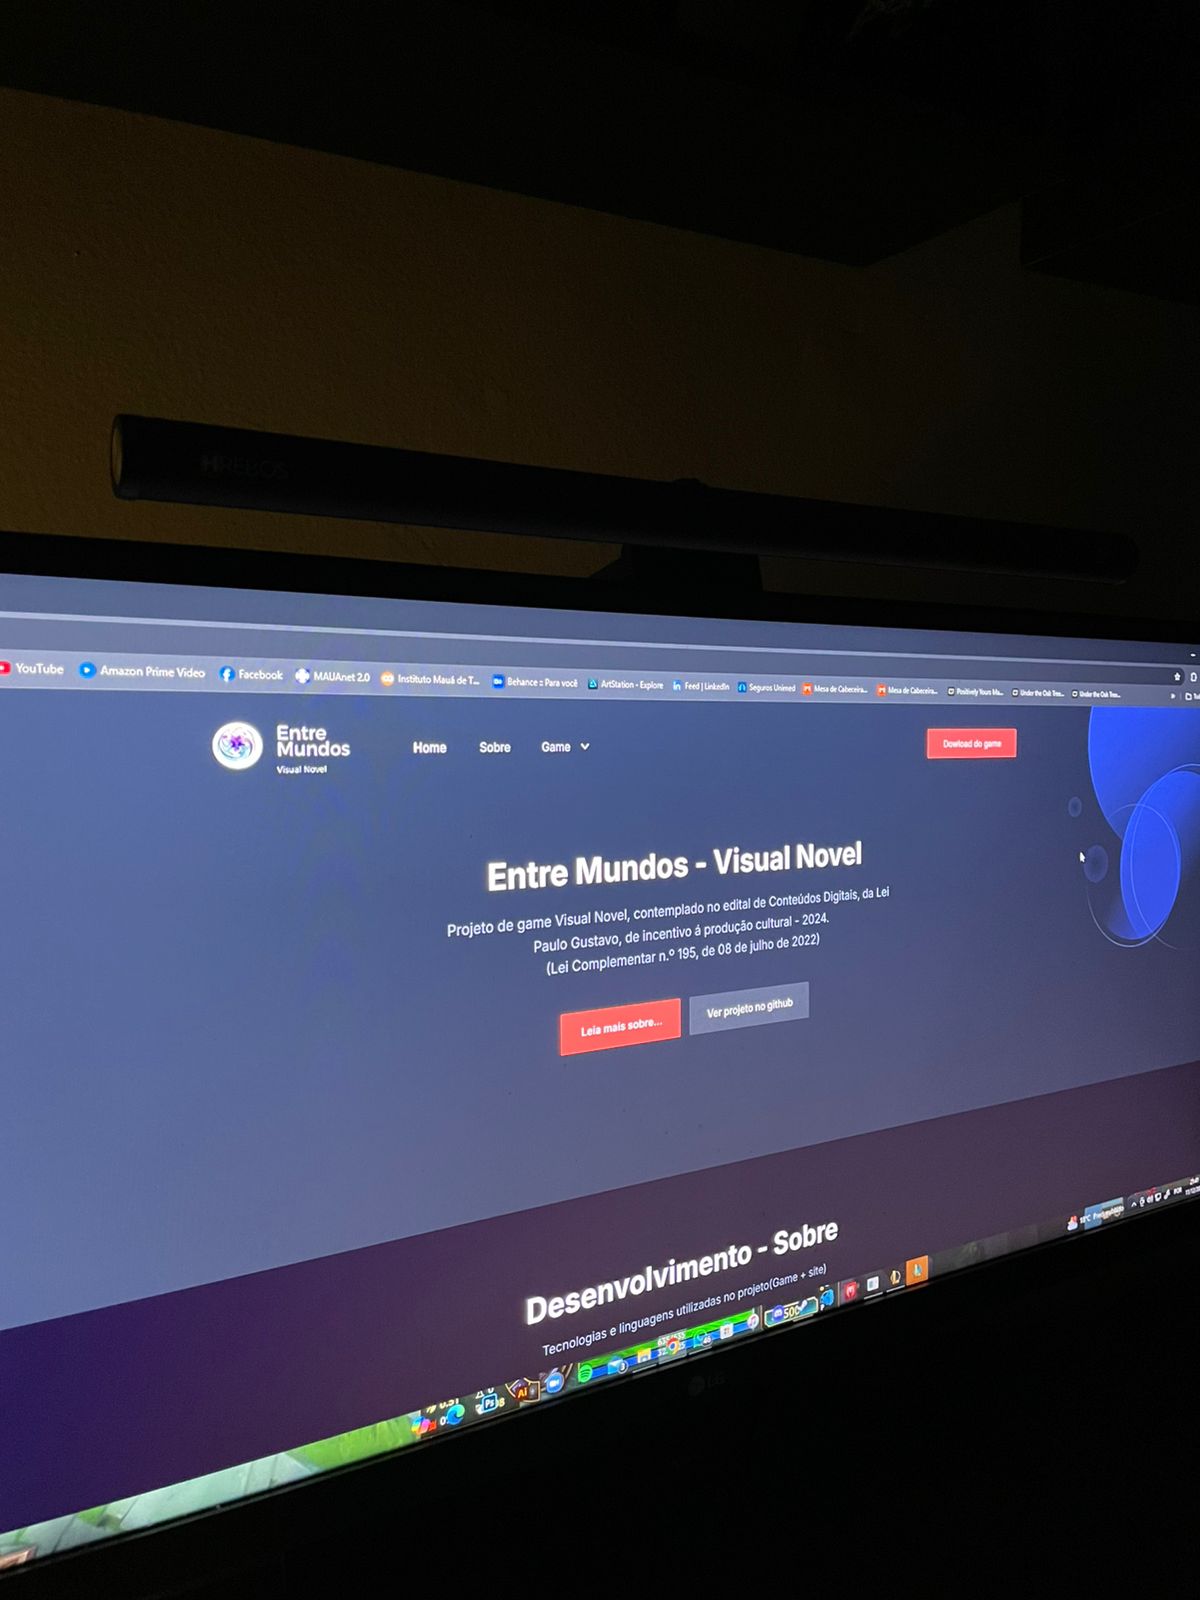 YouTube
Amazon Prime Video
Facebook
MAUAnet 2.0
Instituto Mauá de T...
Behance :: Para você
ArtStation - Explore
Feed | LinkedIn
Seguros Unimed
Mesa de Cabeceira...
Mesa de Cabeceira...
Positively Yours Ma...
Under the Oak Tree...
Under the Oak Tree...
Entre
Mundos
Visual Novel
Home
Sobre
Game
Dowload do game
Entre Mundos - Visual Novel
Projeto de game Visual Novel, contemplado no edital de Conteúdos Digitais, da Lei
Paulo Gustavo, de incentivo á produção cultural - 2024.
(Lei Complementar n.º 195, de 08 de julho de 2022)
Leia mais sobre...
Ver projeto no github
Desenvolvimento - Sobre
Tecnologias e linguagens utilizadas no projeto(Game + site)
Ps
Ai
500
POR
LG